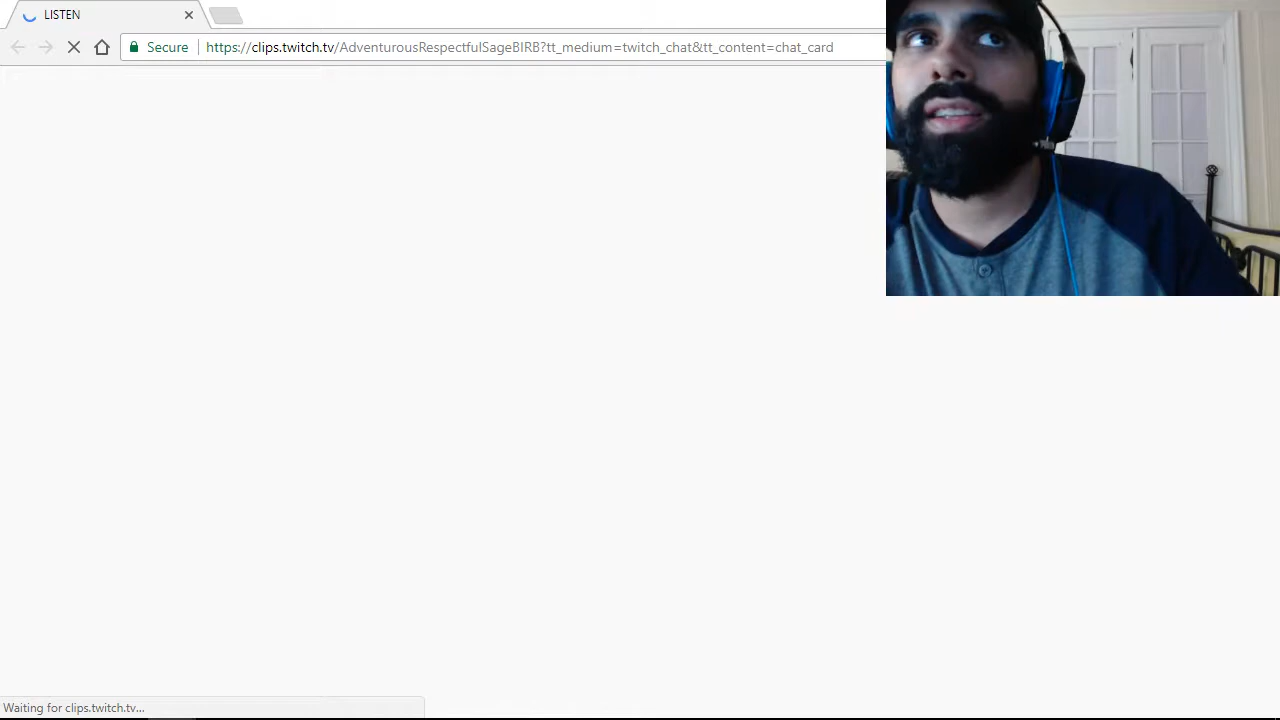 LISTEN
Secure
https://clips.twitch.tv/AdventurousRespectfulSageBIRB?tt_medium=twitch_chat&tt_content=chat_card
Waiting for clips.twitch.tv...